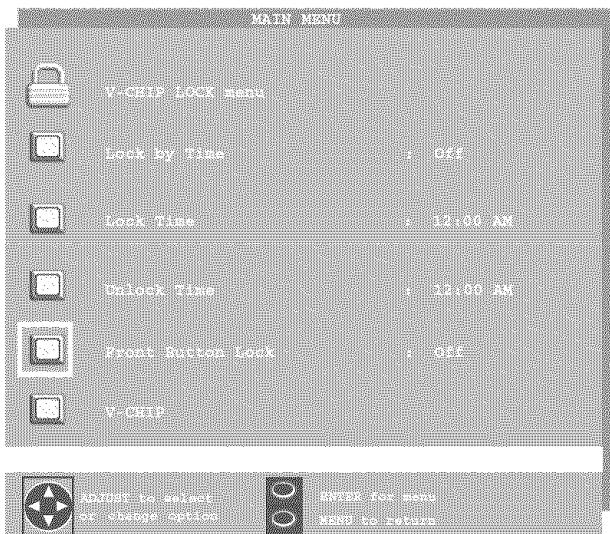 MAIN MENU
V-CHIP LOCK menu
Lock by Time : Off
Lock Time : 12:00 AM
Unlock Time : 12:00 AM
Front Button Lock : Off
V-CHIP
ADJUST to select
or change option
ENTER for menu
MENU to return